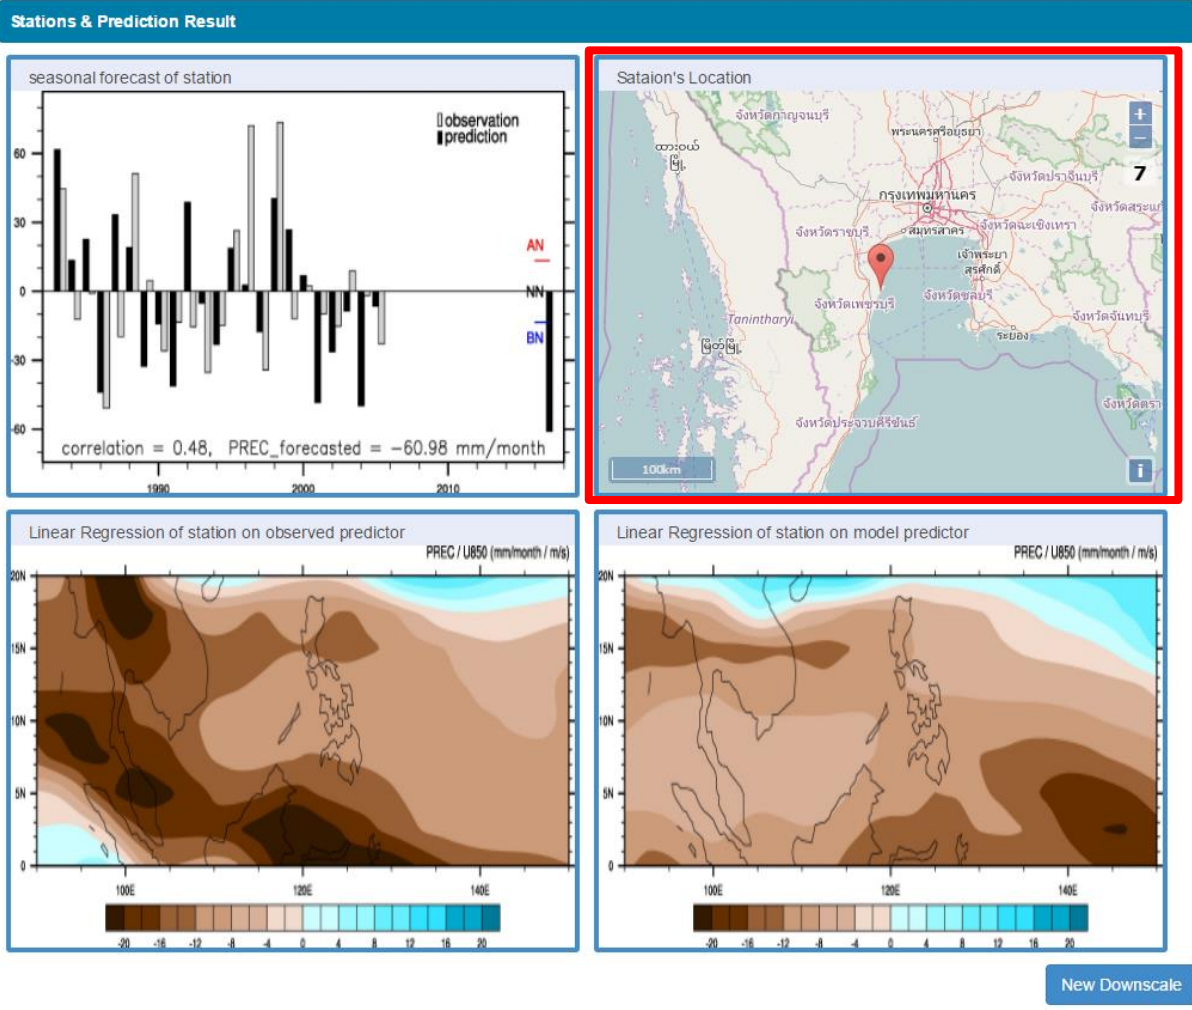 Stations & Prediction Result
seasonal forecast of station
observation
prediction
60
30
0
-30
-60
AN
NN
BN
correlation = 0.48, PREC_forecasted = -60.98 mm/month
1990
2000
2010
Sataion's Location
จังหวัดกาญจนบุรี
พระนครศรีอยุธยา
ထားဝယ်
မြို့
จังหวัดปราจีนบุรี
+
−
7
กรุงเทพมหานคร
จังหวัดสระแก้
จังหวัดราชบุรี
สมุทรสาคร
จังหวัดฉะเชิงเทรา
เจ้าพระยา
สุรศักดิ์
จังหวัดเพชรบุรี
จังหวัดชลบุรี
Tanintharyi
จังหวัดจันทบุรี
မြိတ်မြို့
ระยอง
จังหวัดตรา
จังหวัดประจวบคีรีขันธ์
100km
i
Linear Regression of station on observed predictor
PREC / U850 (mm/month / m/s)
20N
15N
10N
5N
0
100E
120E
140E
-20 -16 -12 -8 -4 0 4 8 12 16 20
Linear Regression of station on model predictor
PREC / U850 (mm/month / m/s)
20N
15N
10N
5N
0
100E
120E
140E
-20 -16 -12 -8 -4 0 4 8 12 16 20
New Downscale